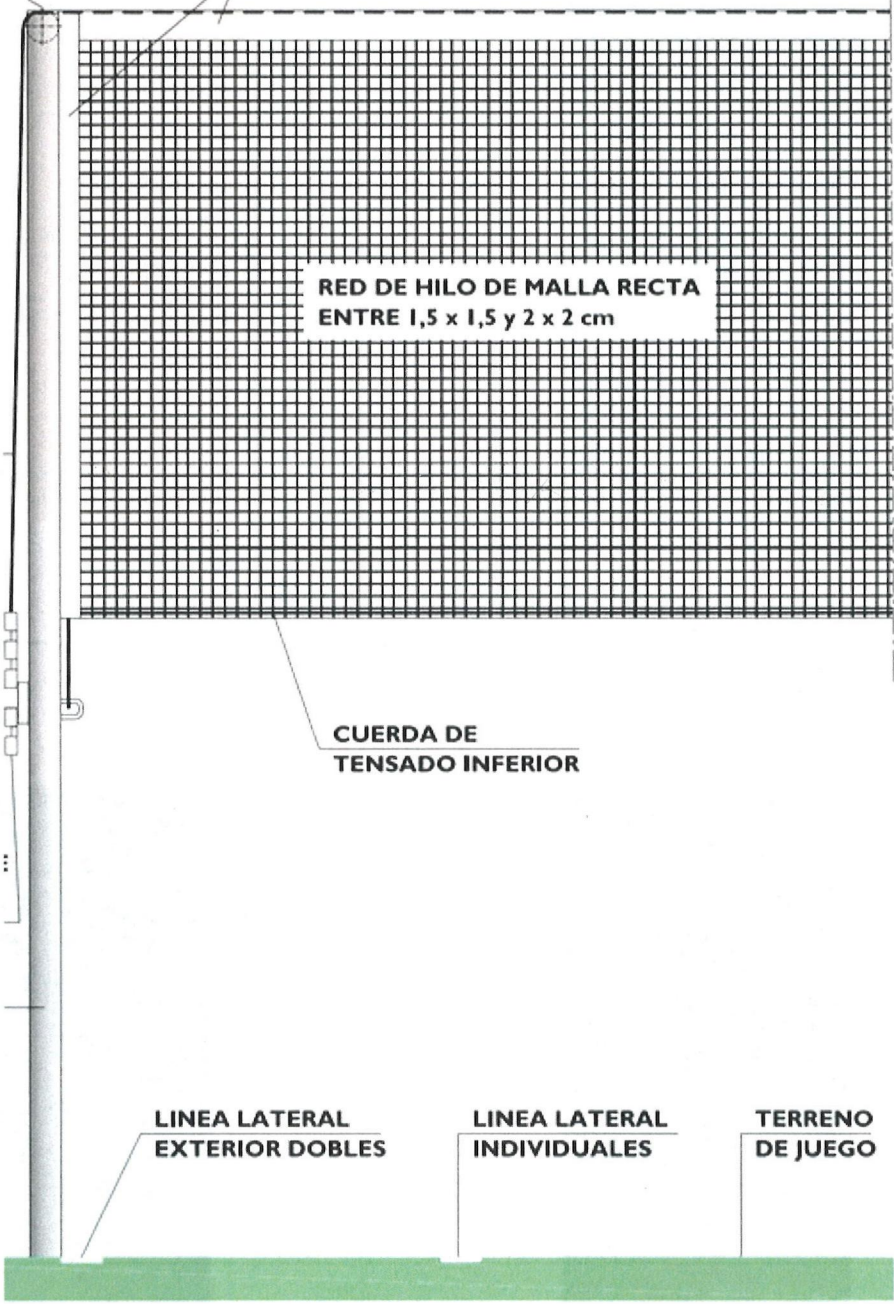 RED DE HILO DE MALLA RECTA
ENTRE 1,5 x 1,5 y 2 x 2 cm
CUERDA DE
TENSADO INFERIOR
LINEA LATERAL
EXTERIOR DOBLES
LINEA LATERAL
INDIVIDUALES
TERRENO
DE JUEGO